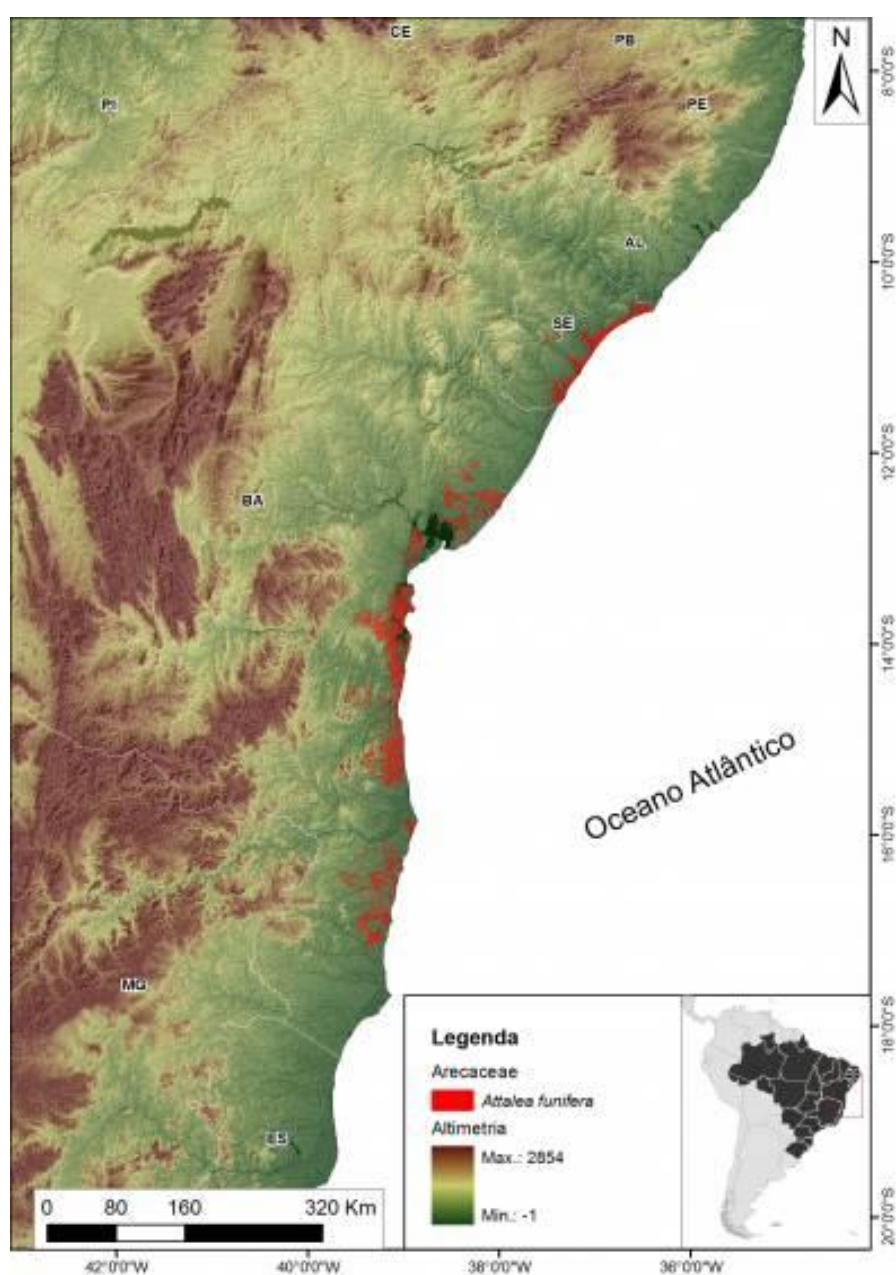 CE
PB
N
8°0'0"S
PI
PE
AL
10°0'0"S
SE
12°0'0"S
BA
14°0'0"S
Oceano Atlântico
16°0'0"S
MG
Legenda
Arecaceae
Attalea funifera
Altimetria
Max.: 2854
Min.: -1
18°0'0"S
ES
0 80 160 320 Km
20°0'0"S
42°0'0"W 40°0'0"W 38°0'0"W 36°0'0"W